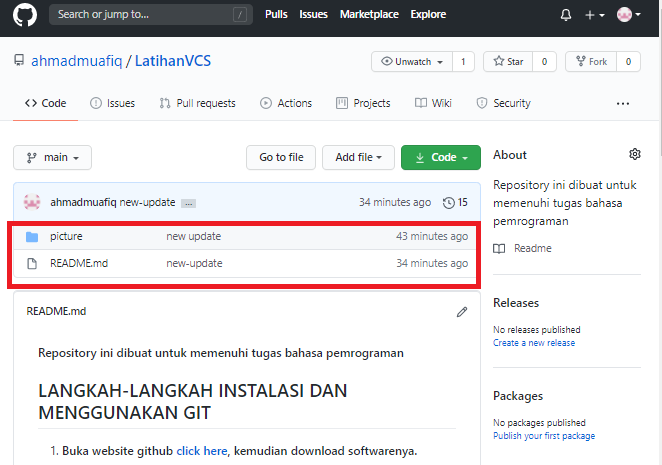 Search or jump to... /
Pulls Issues Marketplace Explore
ahmadmuafiq / LatihanVCS
Unwatch 1 Star 0 Fork 0
Code Issues Pull requests Actions Projects Wiki Security ...
main Go to file Add file Code
ahmadmuafiq new-update ... 34 minutes ago 15
picture new update 43 minutes ago
README.md new-update 34 minutes ago
README.md
Repository ini dibuat untuk memenuhi tugas bahasa pemrograman
LANGKAH-LANGKAH INSTALASI DAN
MENGGUNAKAN GIT
1. Buka website github click here, kemudian download softwarenya.
About
Repository ini dibuat untuk
memenuhi tugas bahasa
pemrograman
Readme
Releases
No releases published
Create a new release
Packages
No packages published
Publish your first package